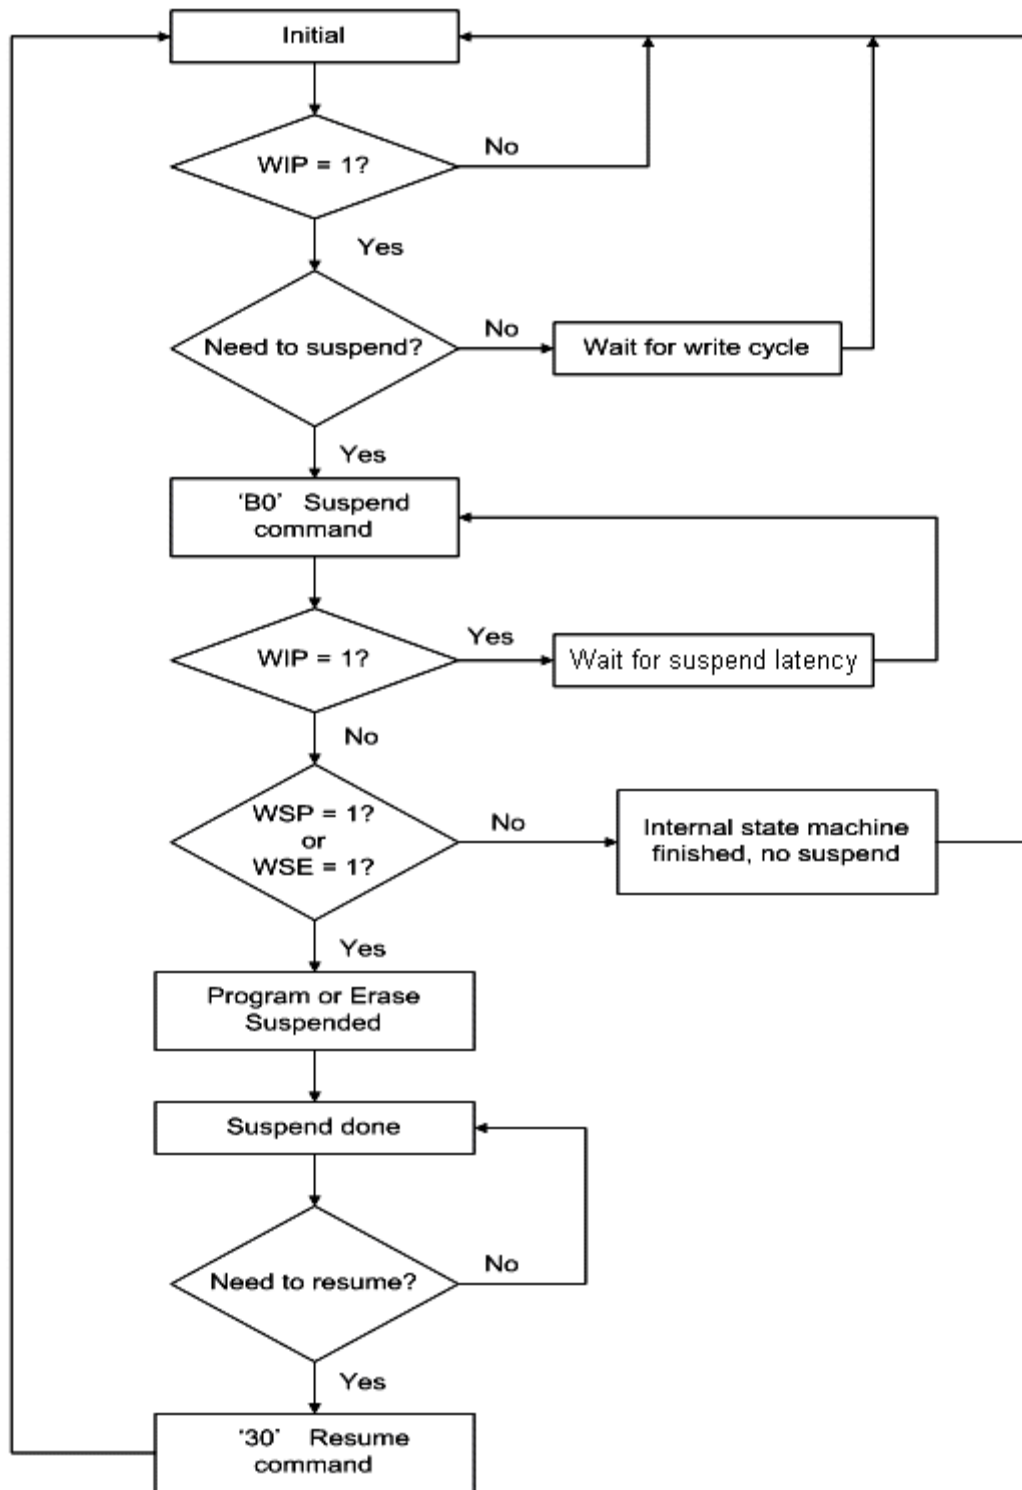 Initial
WIP = 1?
No
Yes
Need to suspend?
No
Wait for write cycle
Yes
‘B0’ Suspend
command
WIP = 1?
Yes
Wait for suspend latency
No
WSP = 1?
or
WSE = 1?
No
Internal state machine
finished, no suspend
Yes
Program or Erase
Suspended
Suspend done
Need to resume?
No
Yes
‘30’ Resume
command